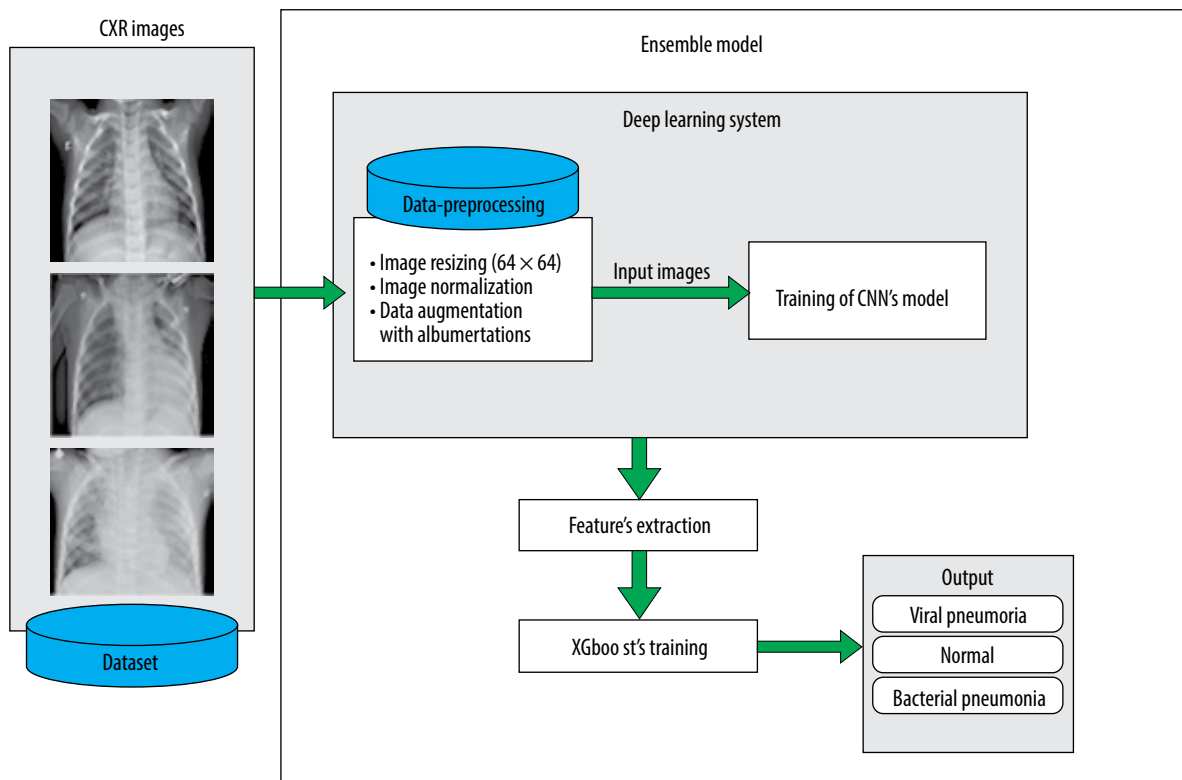 CXR images
Dataset
Ensemble model
Deep learning system
Data-preprocessing
• Image resizing (64 × 64)
• Image normalization
• Data augmentation
with albumertations
Input images
Training of CNN's model
Feature's extraction
XGboo st's training
Output
Viral pneumoria
Normal
Bacterial pneumonia